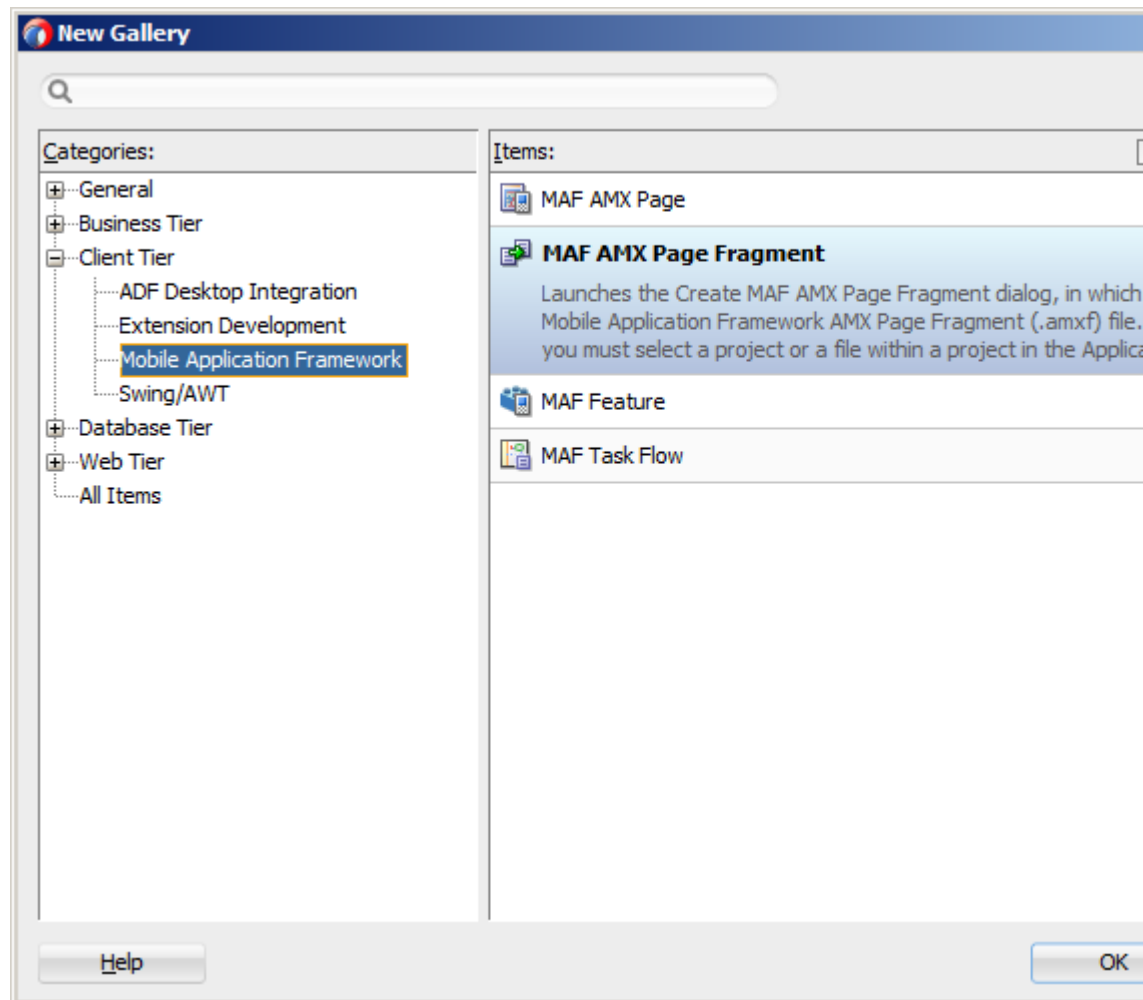 New Gallery
Categories:
General
Business Tier
Client Tier
ADF Desktop Integration
Extension Development
Mobile Application Framework
Swing/AWT
Database Tier
Web Tier
All Items
Items:
MAF AMX Page
MAF AMX Page Fragment
Launches the Create MAF AMX Page Fragment dialog, in which
Mobile Application Framework AMX Page Fragment (.amxf) file.
you must select a project or a file within a project in the Applica
MAF Feature
MAF Task Flow
Help
OK